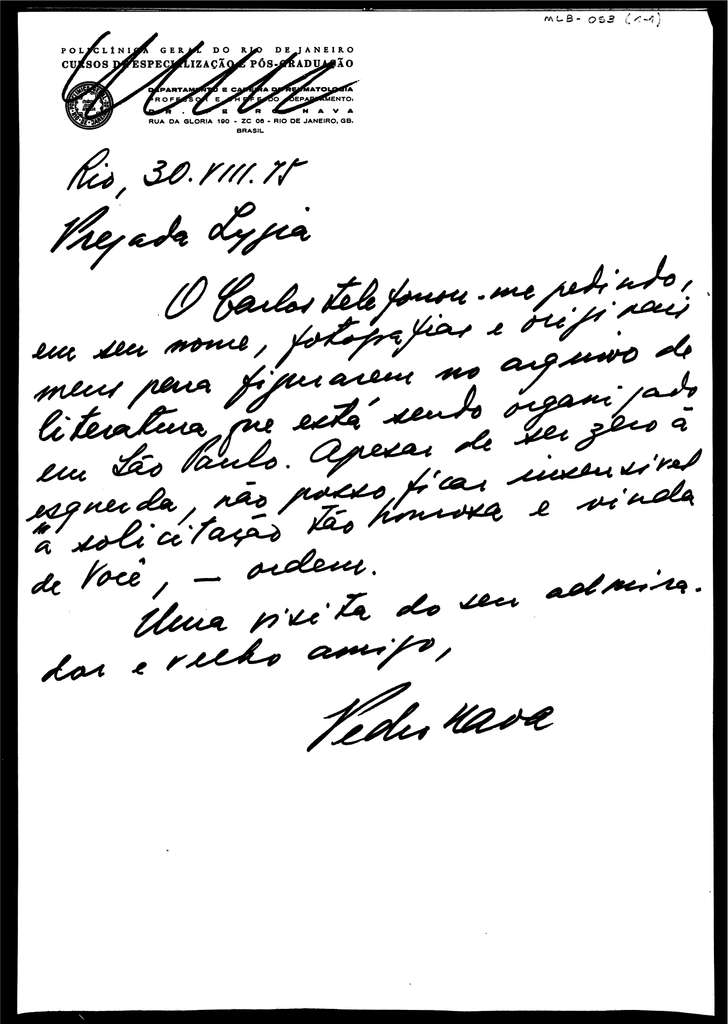 MLB-053 (1-1)
POLICLÍNICA GERAL DO RIO DE JANEIRO
CURSOS DE ESPECIALIZAÇÃO E PÓS-GRADUAÇÃO
DEPARTAMENTO E CADEIRA DE REUMATOLOGIA
PROFESSOR E CHEFE DO DEPARTAMENTO:
DR. NAVA
RUA DA GLORIA 190 - ZC 06 - RIO DE JANEIRO, GB.
BRASIL
Rio, 30.VIII.75
Prezada Lygia
O Carlos telefonou-me pedindo,
em seu nome, fotografias e originais
meus para figurarem no arquivo de
literatura que está sendo organizado
em São Paulo. Apesar de ser zero à
esquerda, não posso ficar insensível
à solicitação tão honrosa e vinda
de Você, — ordem.
Uma visita do seu admira-
dor e velho amigo,
Pedro Nava